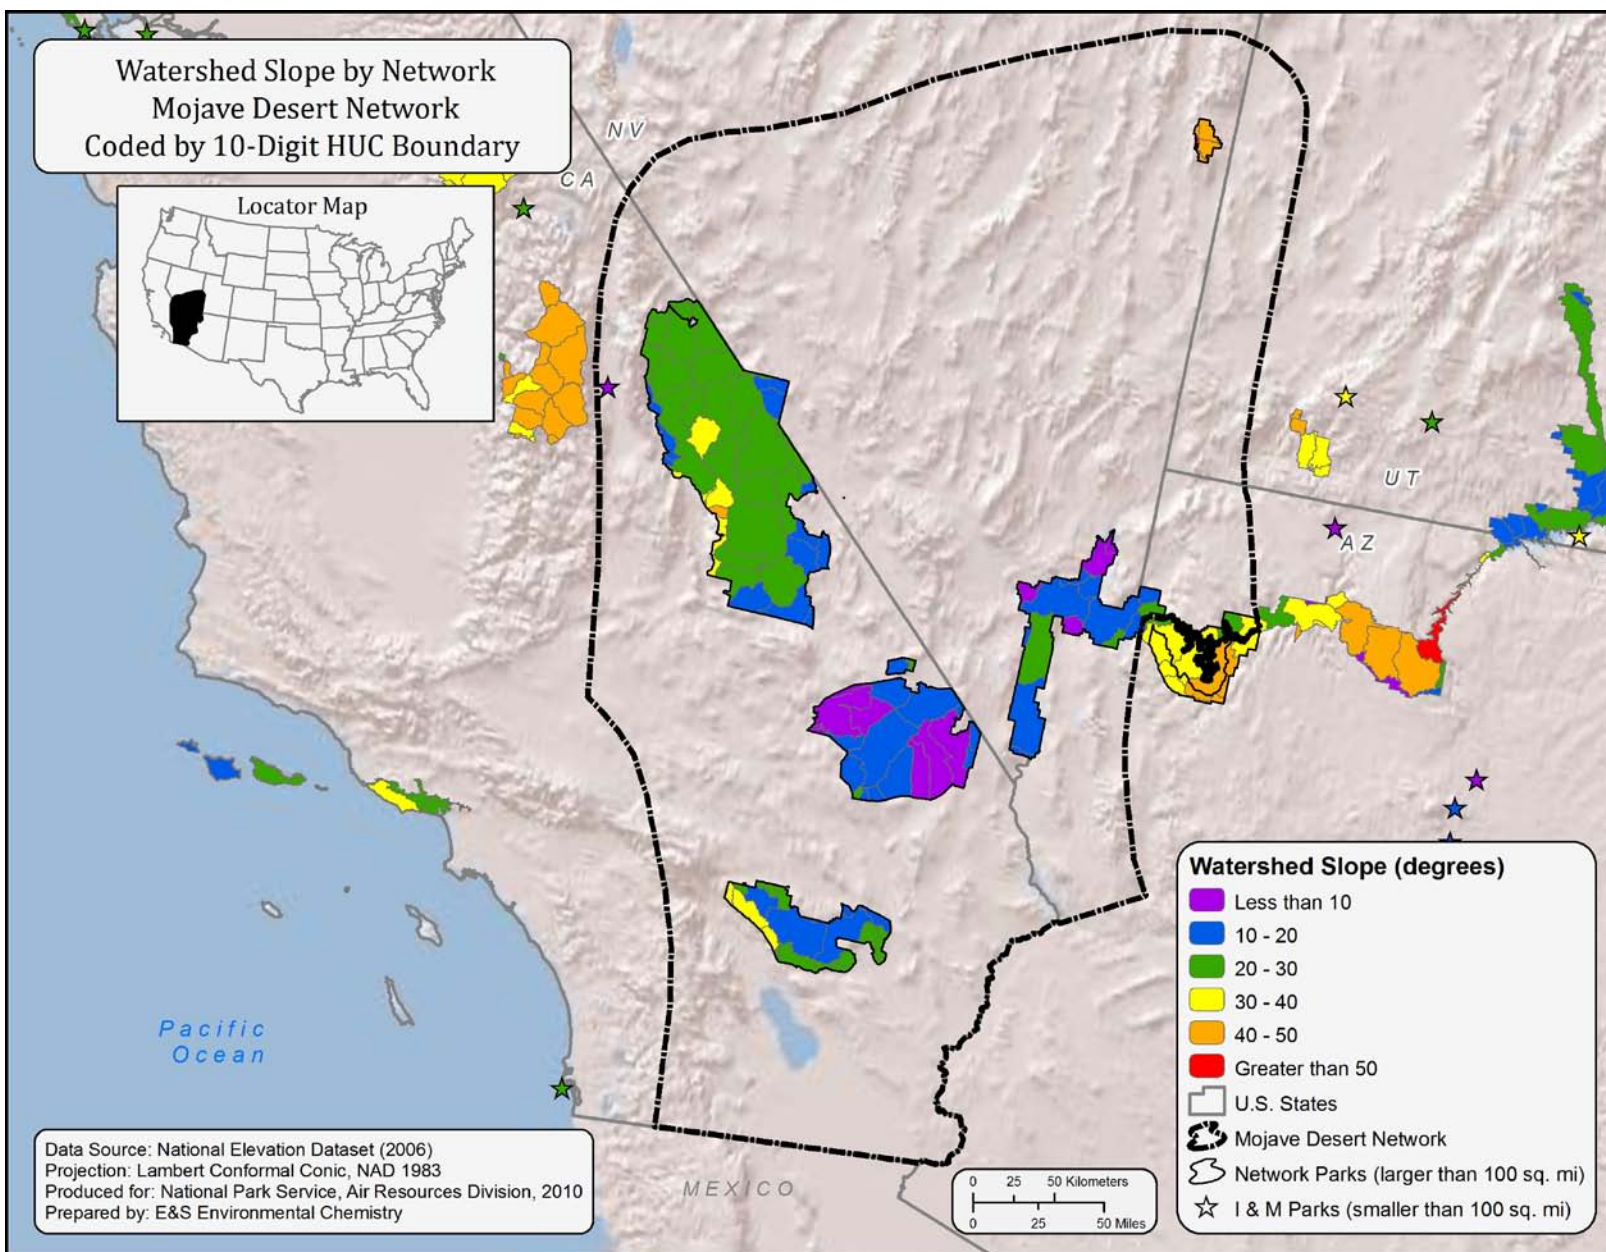 Watershed Slope by Network
Mojave Desert Network
Coded by 10-Digit HUC Boundary
NV
CA
Locator Map
UT
AZ
Pacific
Ocean
MEXICO
Watershed Slope (degrees)
Less than 10
10 - 20
20 - 30
30 - 40
40 - 50
Greater than 50
U.S. States
Mojave Desert Network
Network Parks (larger than 100 sq. mi)
I & M Parks (smaller than 100 sq. mi)
Data Source: National Elevation Dataset (2006)
Projection: Lambert Conformal Conic, NAD 1983
Produced for: National Park Service, Air Resources Division, 2010
Prepared by: E&S Environmental Chemistry
0 25 50 Kilometers
0 25 50 Miles